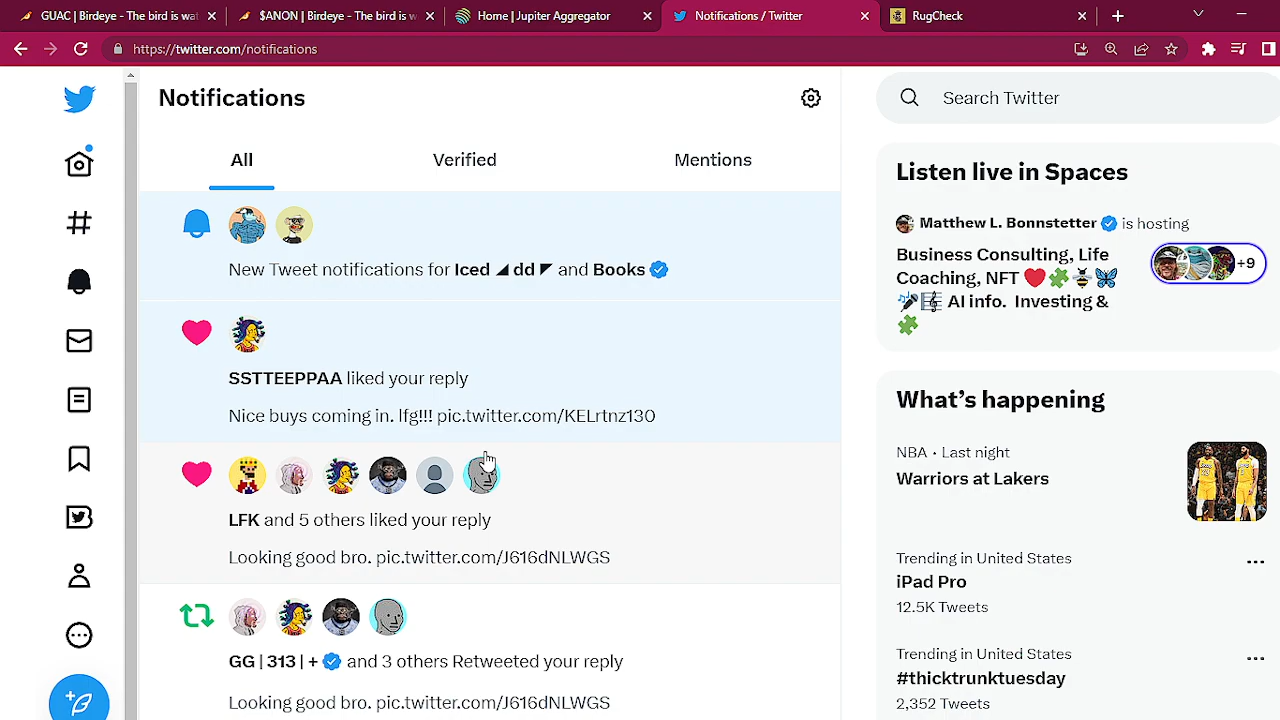 GUAC | Birdeye - The bird is wat
$ANON | Birdeye - The bird is w
Home | Jupiter Aggregator
Notifications / Twitter
RugCheck
https://twitter.com/notifications
Notifications
All
Verified
Mentions
New Tweet notifications for Iced ◢ dd ◤ and Books
SSTTEEPPAA liked your reply
Nice buys coming in. lfg!!! pic.twitter.com/KELrtnz130
LFK and 5 others liked your reply
Looking good bro. pic.twitter.com/J616dNLWGS
GG | 313 | + and 3 others Retweeted your reply
Looking good bro. pic.twitter.com/J616dNLWGS
Search Twitter
Listen live in Spaces
Matthew L. Bonnstetter is hosting
Business Consulting, Life
Coaching, NFT ❤️🧩🐝🦋
🎤🎼 AI info. Investing &
🧩
+9
What's happening
NBA · Last night
Warriors at Lakers
Trending in United States
iPad Pro
12.5K Tweets
Trending in United States
#thicktrunktuesday
2,352 Tweets